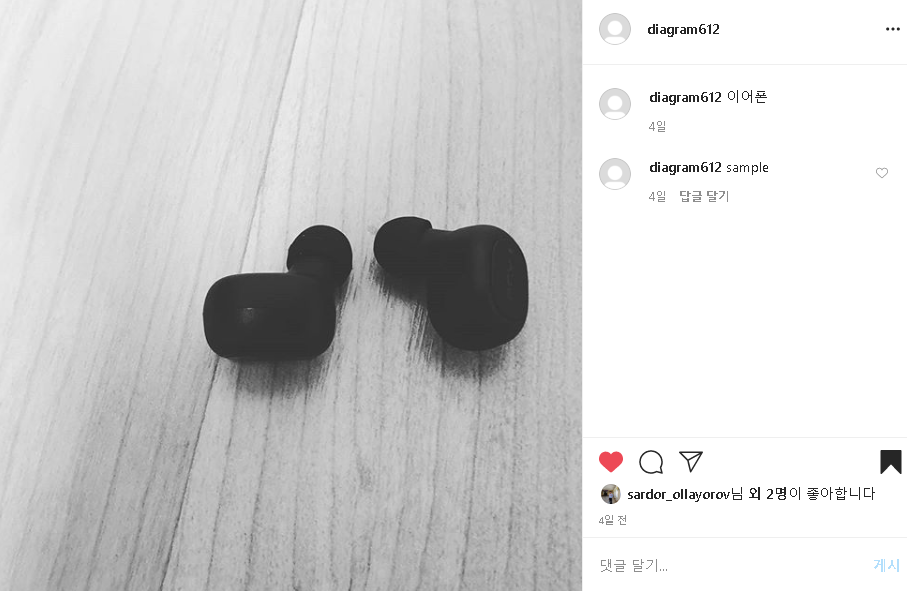 diagram612
diagram612 이어폰
4일
diagram612 sample
4일 답글 달기
sardor_ollayorov님 외 2명이 좋아합니다
4일 전
댓글 달기...
게시